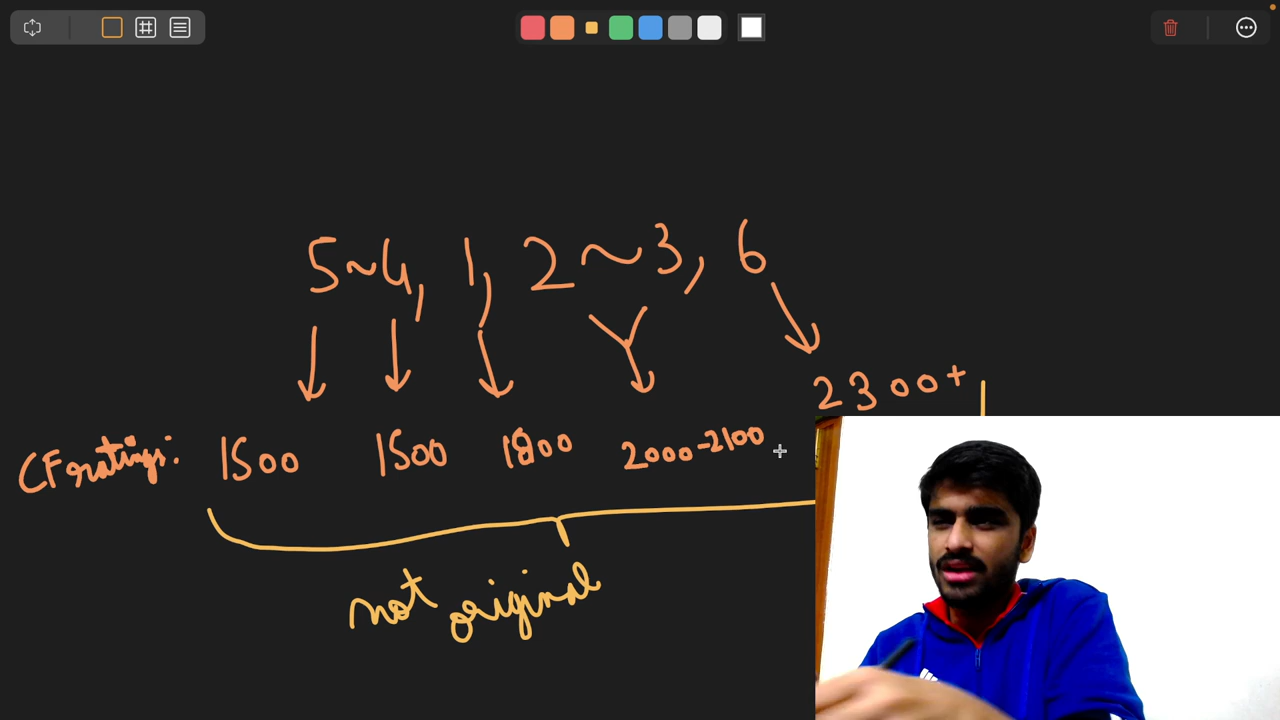 5~4, 1, 2~3, 6
2300+
CF ratings: 1500 1500 1800 2000-2100
not original